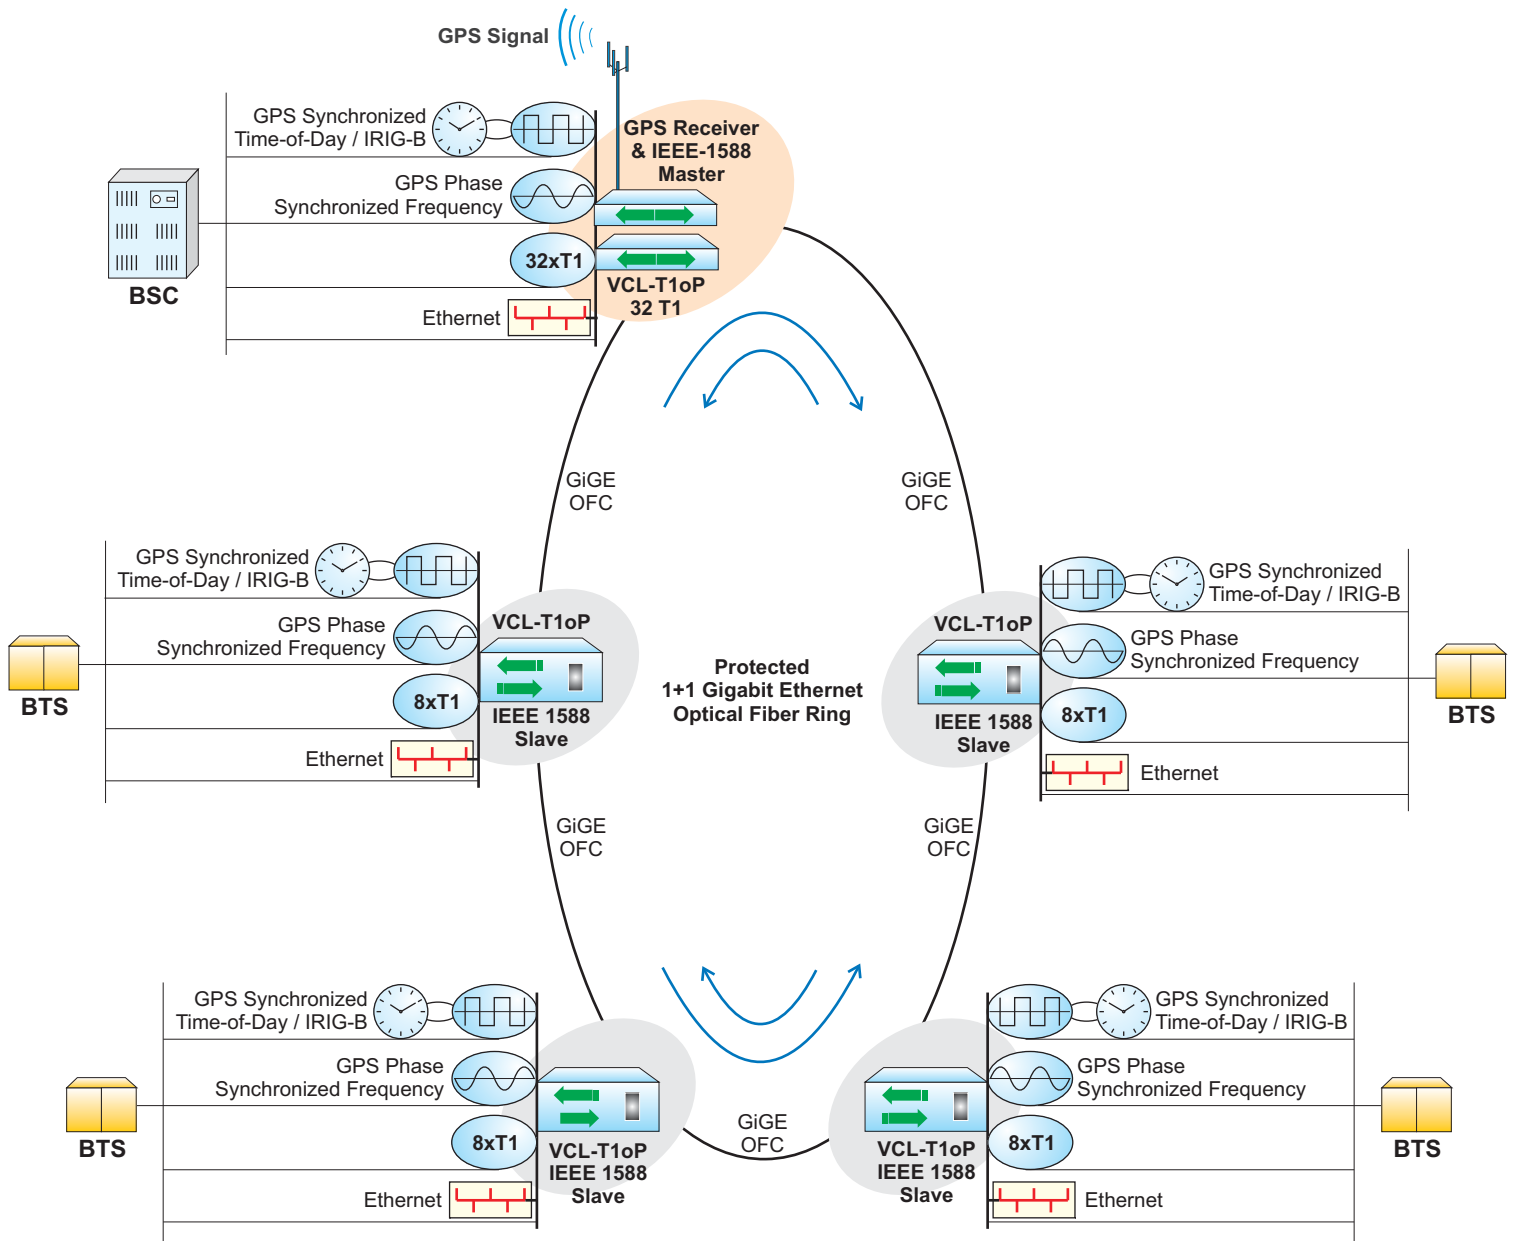 GPS Signal
GPS Synchronized
Time-of-Day / IRIG-B
GPS Receiver
& IEEE-1588
Master
GPS Phase
Synchronized Frequency
32xT1
VCL-T1oP
32 T1
BSC
Ethernet
GiGE
OFC
GiGE
OFC
GPS Synchronized
Time-of-Day / IRIG-B
GPS Phase
Synchronized Frequency
8xT1
Ethernet
BTS
VCL-T1oP
IEEE 1588
Slave
Protected
1+1 Gigabit Ethernet
Optical Fiber Ring
VCL-T1oP
IEEE 1588
Slave
GPS Synchronized
Time-of-Day / IRIG-B
GPS Phase
Synchronized Frequency
8xT1
Ethernet
BTS
GiGE
OFC
GiGE
OFC
GPS Synchronized
Time-of-Day / IRIG-B
GPS Phase
Synchronized Frequency
8xT1
Ethernet
BTS
VCL-T1oP
IEEE 1588
Slave
GiGE
OFC
VCL-T1oP
IEEE 1588
Slave
GPS Synchronized
Time-of-Day / IRIG-B
GPS Phase
Synchronized Frequency
8xT1
Ethernet
BTS